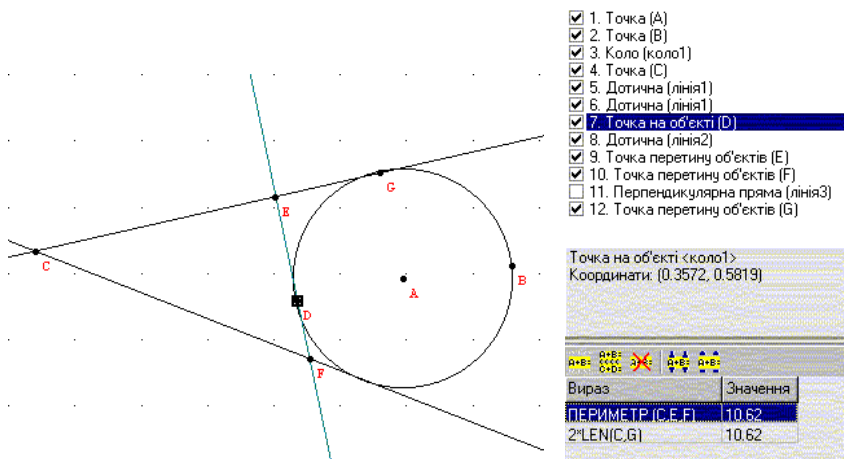 1. Точка (A)
2. Точка (B)
3. Коло (коло1)
4. Точка (C)
5. Дотична (лінія1)
6. Дотична (лінія1)
7. Точка на об'єкті (D)
8. Дотична (лінія2)
9. Точка перетину об'єктів (E)
10. Точка перетину об'єктів (F)
11. Перпендикулярна пряма (лінія3)
12. Точка перетину об'єктів (G)
G
E
C
B
A
D
F
Точка на об'єкті <коло1>
Координати: (0.3572, 0.5819)
A+B= A+B= C+D= A+B= A+B= A+B=
Вираз Значення
ПЕРИМЕТР (C,E,F) 10.62
2*LEN(C,G) 10.62